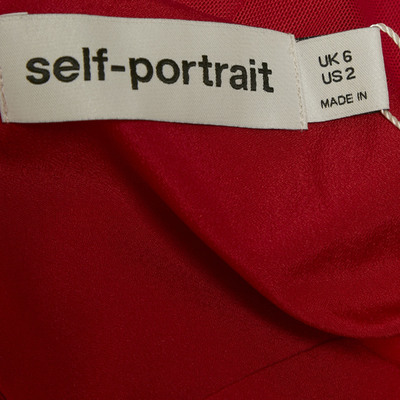 self-portrait
UK 6
US 2
MADE IN